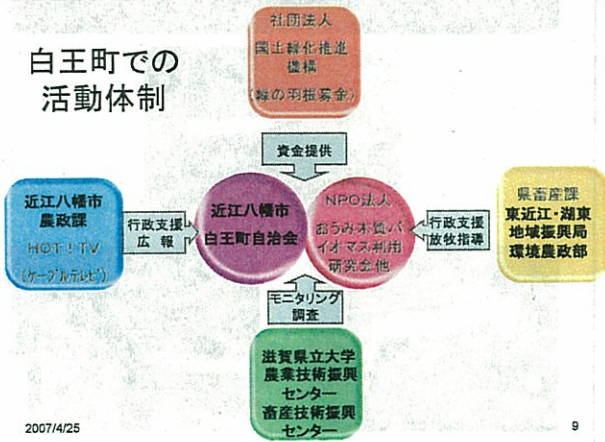 白王町での
活動体制
社団法人
国土緑化推進
機構
(緑の羽根募金)
資金提供
近江八幡市
農政課
HOT!TV
(ケーブルテレビ)
行政支援
広報
近江八幡市
白王町自治会
NPO法人
おうみ木質バ
イオマス利用
研究会他
行政支援
放牧指導
県畜産課
東近江・湖東
地域振興局
環境農政部
モニタリング
調査
滋賀県立大学
農業技術振興
センター
畜産技術振興
センター
2007/4/25
9